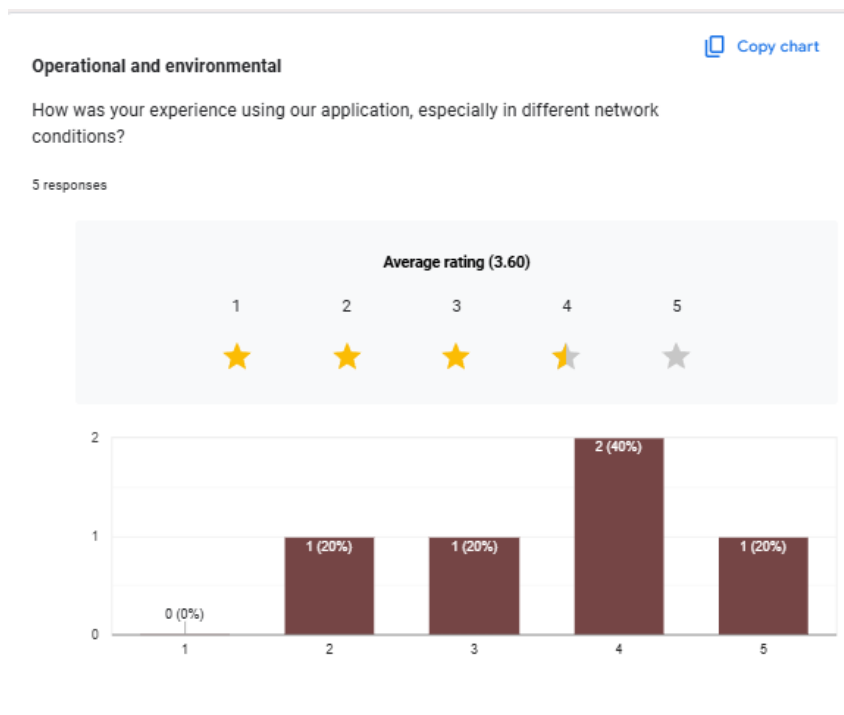 Copy chart
Operational and environmental
How was your experience using our application, especially in different network
conditions?
5 responses
Average rating (3.60)
1 2 3 4 5
2
2 (40%)
1
1 (20%) 1 (20%) 1 (20%)
0 (0%)
0
1 2 3 4 5